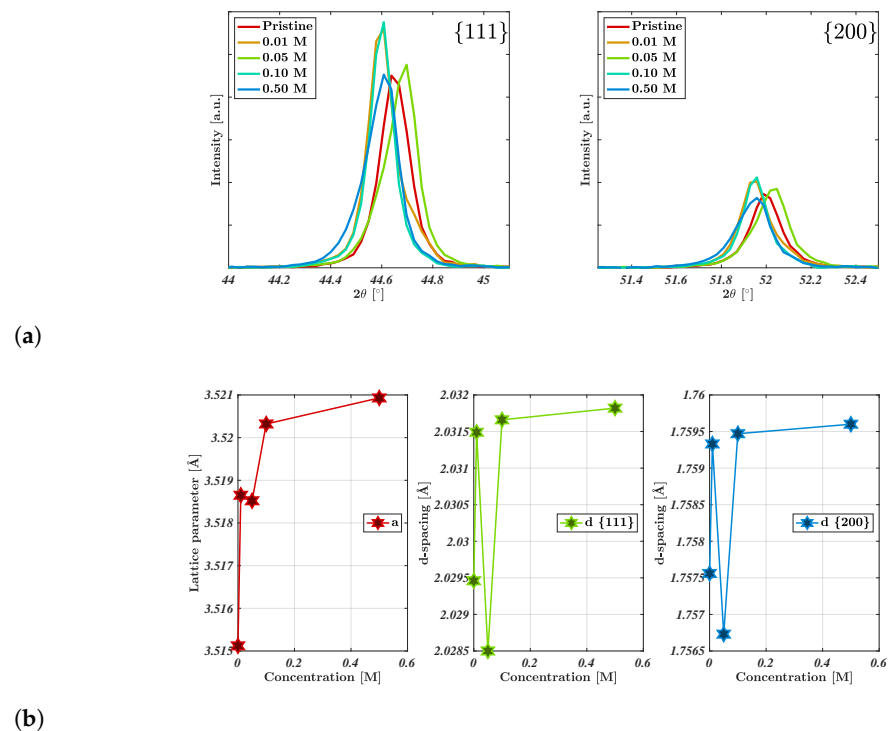 Pristine
0.01 M
0.05 M
0.10 M
0.50 M
{111}
Intensity [a.u.]
44 44.2 44.4 44.6 44.8 45
2θ [°]
Pristine
0.01 M
0.05 M
0.10 M
0.50 M
{200}
Intensity [a.u.]
51.4 51.6 51.8 52 52.2 52.4
2θ [°]
(a)
3.521
3.52
3.519
3.518
3.517
3.516
3.515
Lattice parameter [Å]
a
0 0.2 0.4 0.6
Concentration [M]
2.032
2.0315
2.031
2.0305
2.03
2.0295
2.029
2.0285
d-spacing [Å]
d {111}
0 0.2 0.4 0.6
Concentration [M]
1.76
1.7595
1.759
1.7585
1.758
1.7575
1.757
1.7565
d-spacing [Å]
d {200}
0 0.2 0.4 0.6
Concentration [M]
(b)